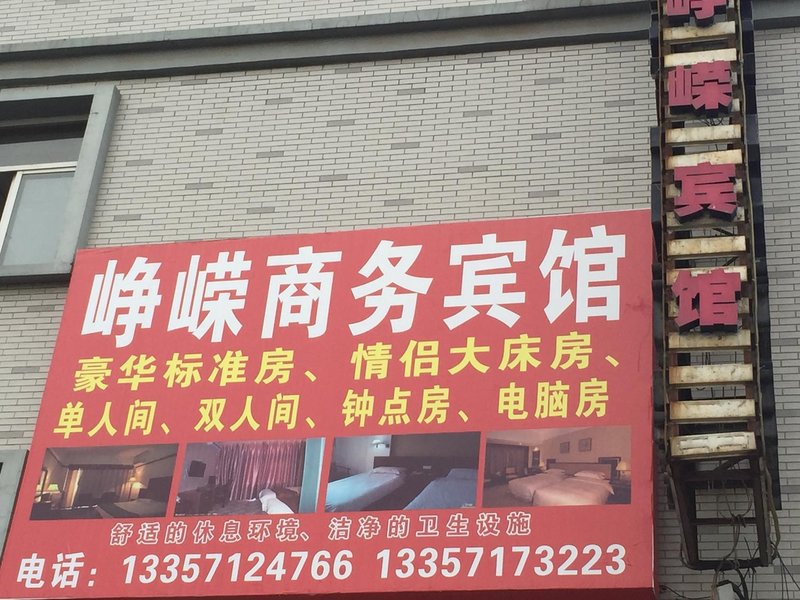 峥嵘商务宾馆
豪华标准房、情侣大床房、
单人间、双人间、钟点房、电脑房
舒适的休息环境、洁净的卫生设施
电话：13357124766 13357173223
峥嵘宾馆